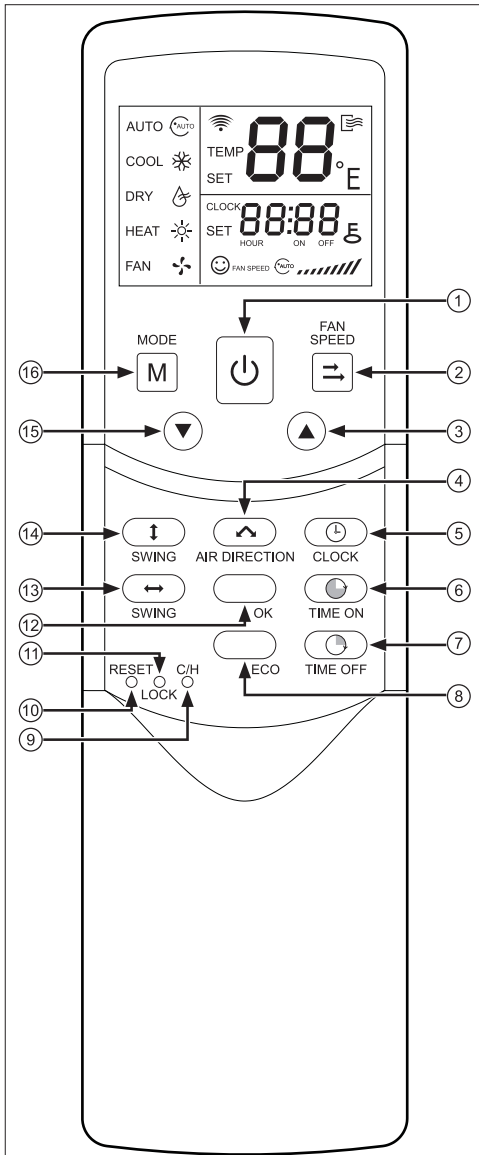 AUTO AUTO
COOL
DRY
HEAT
FAN
TEMP
SET
88°E
CLOCK
SET
88:88
HOUR ON OFF
FAN SPEED AUTO
1
MODE
FAN
SPEED
M
16
2
15
3
4
14
SWING
AIR DIRECTION
CLOCK
5
13
SWING
OK
TIME ON
6
12
11
ECO
TIME OFF
7
RESET
LOCK
C/H
8
10
9